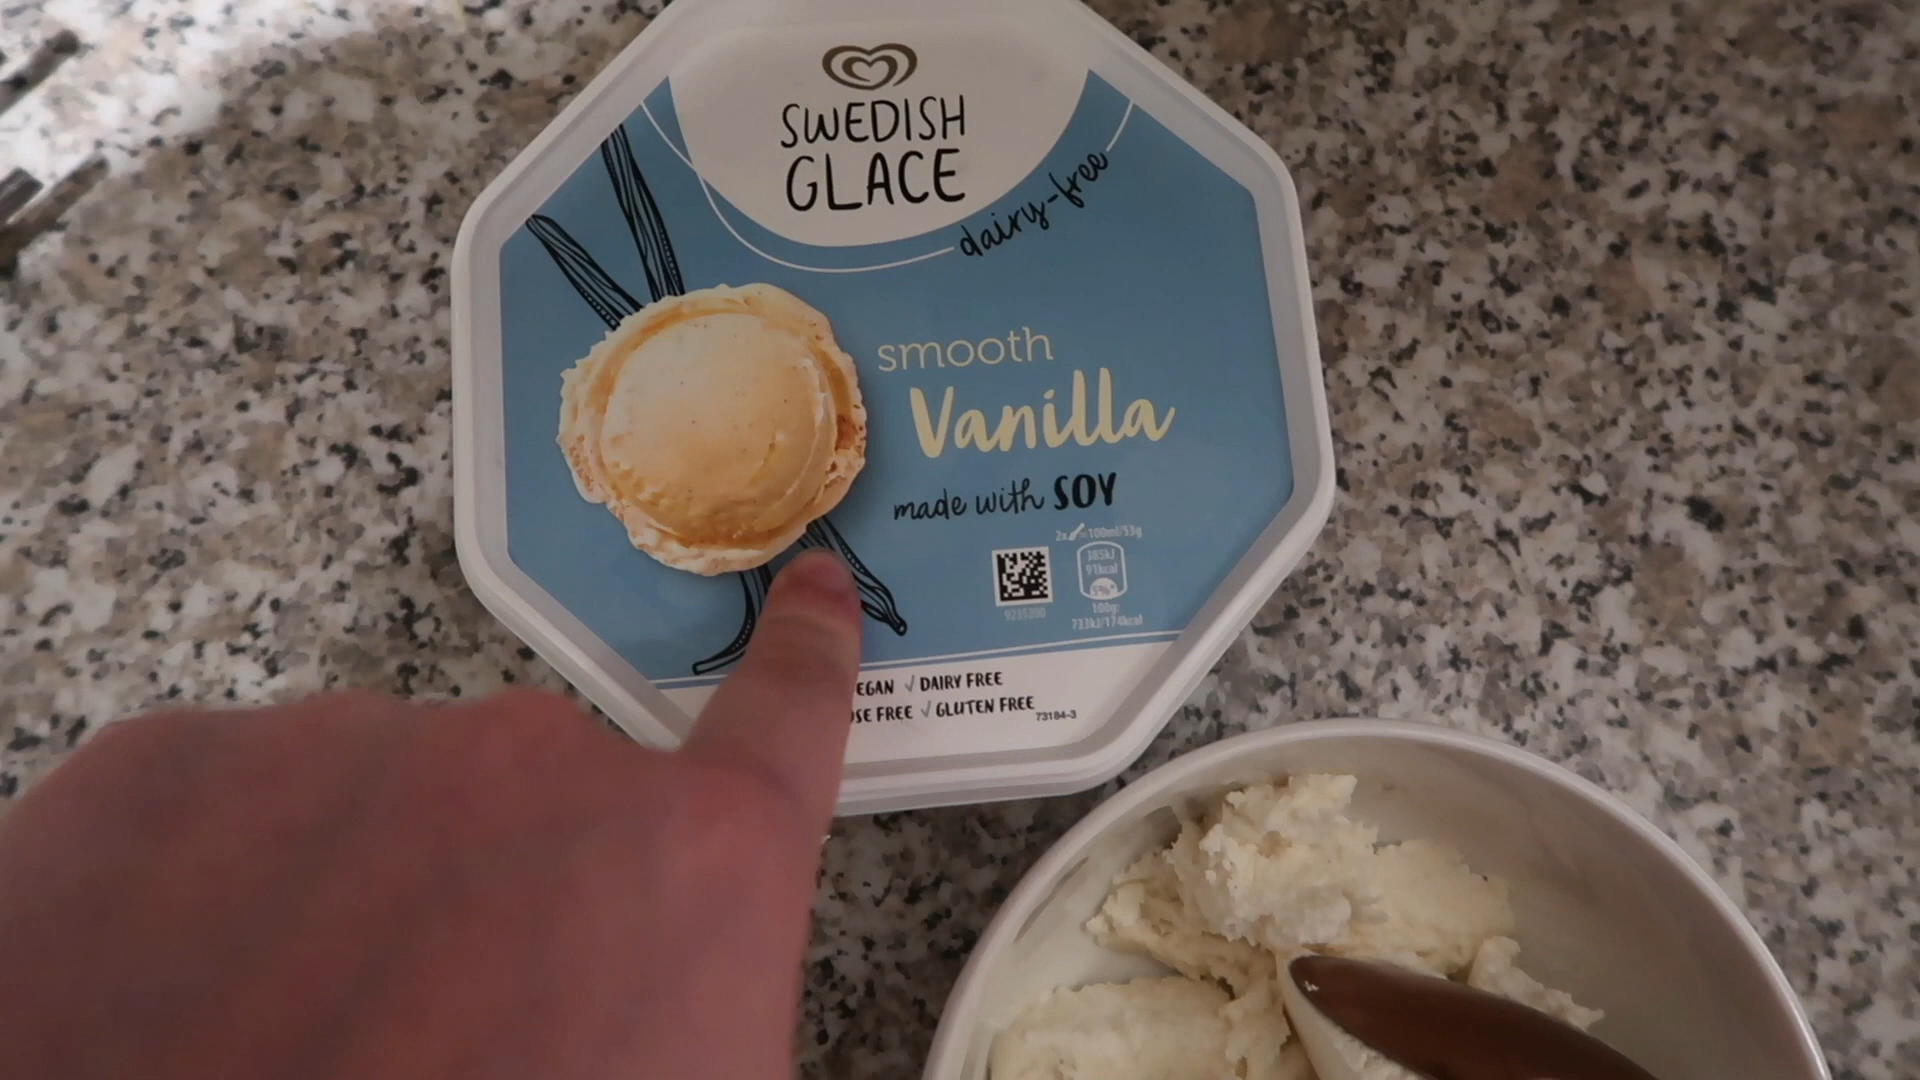 SWEDISH
GLACE
dairy-free
smooth
Vanilla
made with SOY
2x = 100ml/53g
385kJ
91kcal
5%*
100g:
733kJ/174kcal
EGAN ✓ DAIRY FREE
OSE FREE ✓ GLUTEN FREE
73184-3